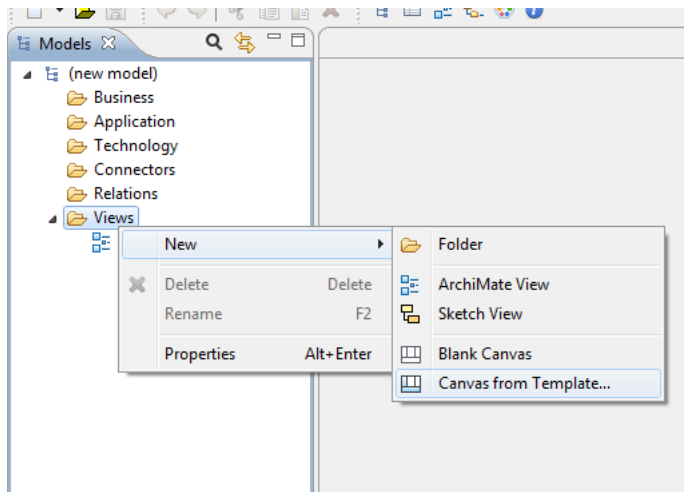 Models
(new model)
Business
Application
Technology
Connectors
Relations
Views
New
Delete Delete
Rename F2
Properties Alt+Enter
Folder
ArchiMate View
Sketch View
Blank Canvas
Canvas from Template...